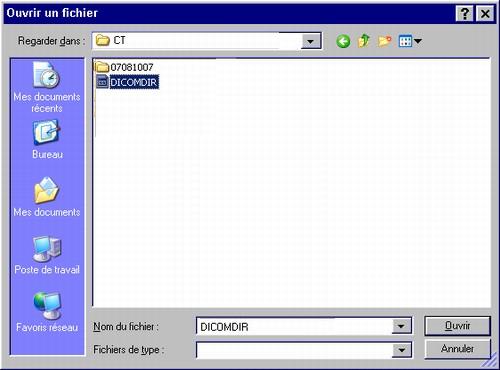 Ouvrir un fichier
Regarder dans :
CT
07081007
DICOMDIR
Mes documents
récents
Bureau
Mes documents
Poste de travail
Favoris réseau
Nom du fichier :
DICOMDIR
Ouvrir
Fichiers de type :
Annuler